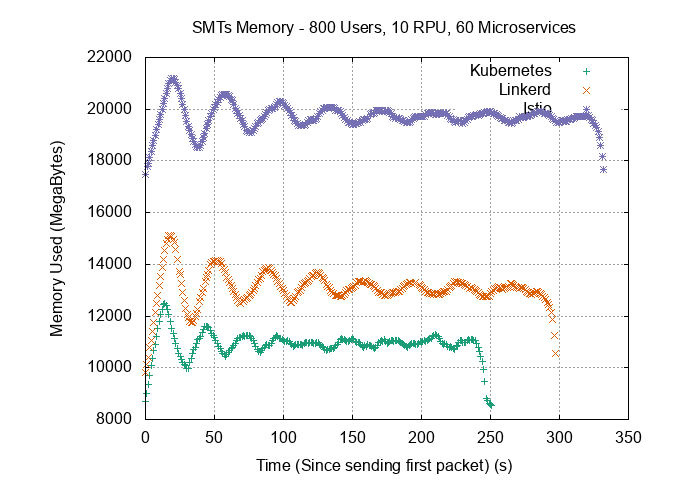 SMTs Memory - 800 Users, 10 RPU, 60 Microservices
22000
20000
18000
16000
14000
12000
10000
8000
Memory Used (MegaBytes)
Kubernetes
Linkerd
Istio
0 50 100 150 200 250 300 350
Time (Since sending first packet) (s)